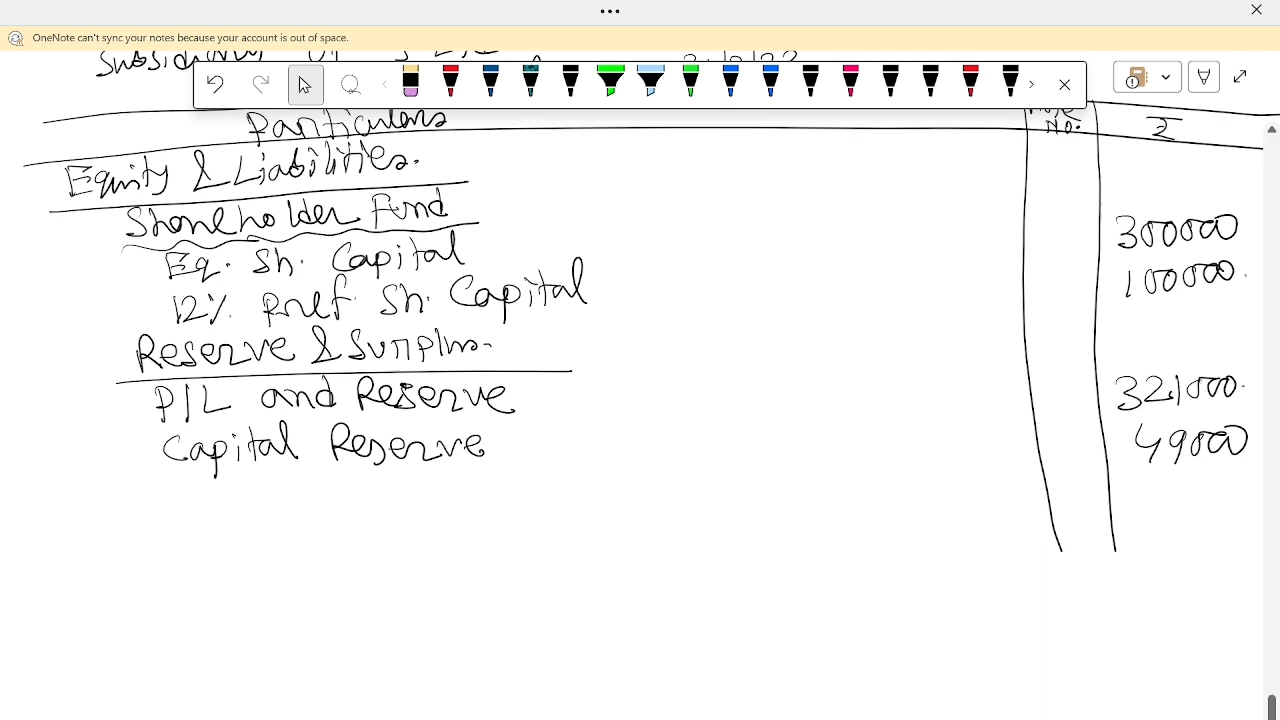 OneNote can't sync your notes because your account is out of space.
Particulars No. ₹
Equity & Liabilities.
Shareholder Fund
Eq. Sh. Capital 300000
12% Pref. Sh. Capital 100000.
Reserve & Surplus.
P/L and Reserve 321000.
Capital Reserve 49000